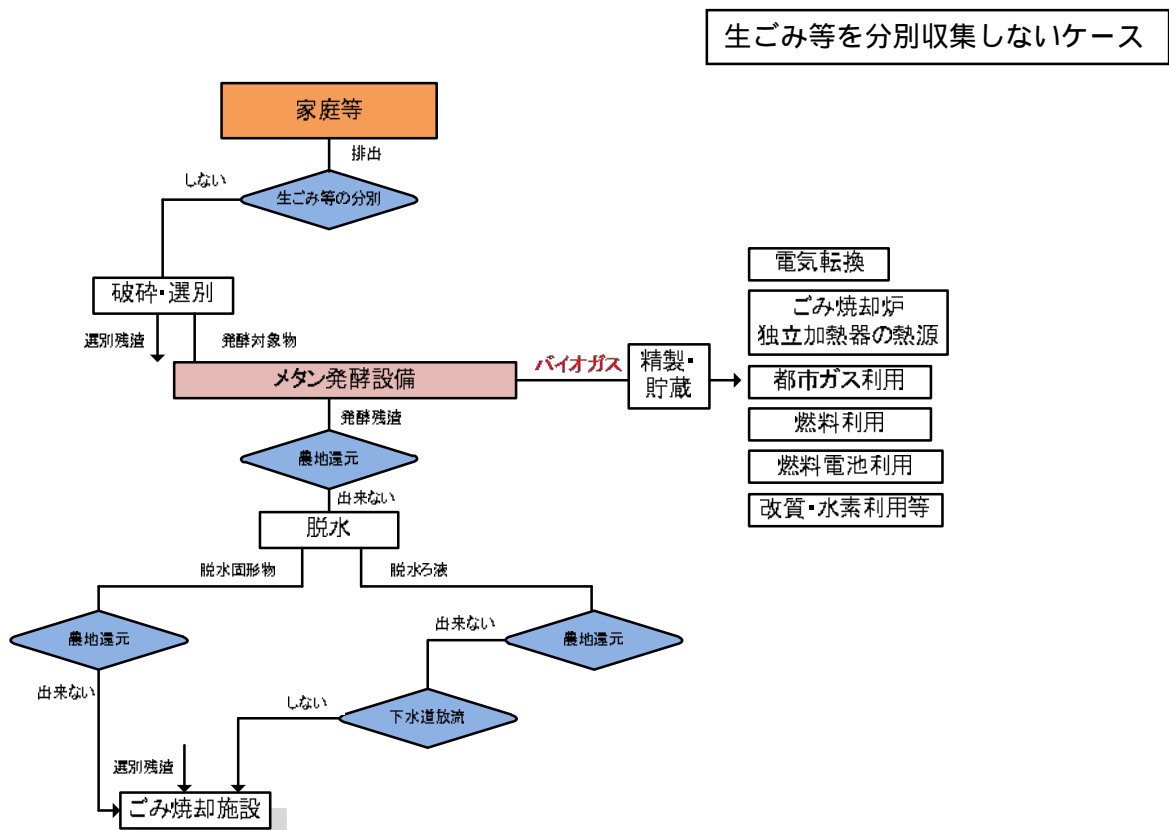 生ごみ等を分別収集しないケース
家庭等
排出
しない
生ごみ等の分別
破砕・選別
選別残渣
発酵対象物
メタン発酵設備
バイオガス
精製・
貯蔵
電気転換
ごみ焼却炉
独立加熱器の熱源
都市ガス利用
燃料利用
燃料電池利用
改質・水素利用等
発酵残渣
農地還元
出来ない
脱水
脱水固形物
脱水ろ液
農地還元
出来ない
農地還元
出来ない
下水道放流
しない
選別残渣
ごみ焼却施設